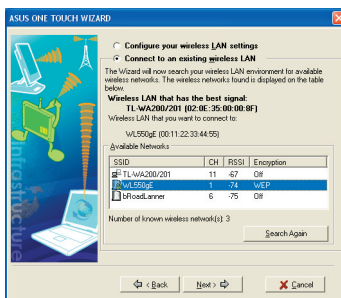 ASUS ONE TOUCH WIZARD
Configure your wireless LAN settings
Connect to an existing wireless LAN
The Wizard will now search your wireless LAN environment for available
wireless networks. The wireless networks found is displayed on the table
below.
Wireless LAN that has the best signal:
TL-WA200/201 (02:0E:35:00:00:8F)
Wireless LAN that you want to connect to:
WL550gE (00:11:22:33:44:55)
Available Networks
SSID CH RSSI Encryption
TL-WA200/201 11 -67 Off
WL550gE 1 -74 WEP
bRoadLanner 6 -75 Off
Number of known wireless network(s): 3
Search Again
< Back Next > Cancel
Infrastructure